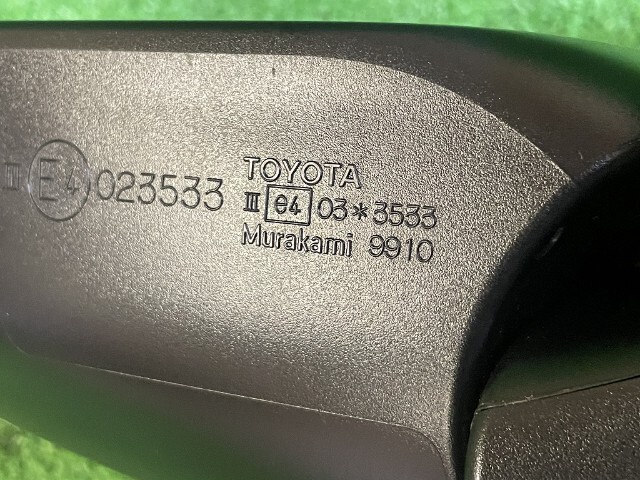 III E4 023533
TOYOTA
III e4 03*3533
Murakami 9910